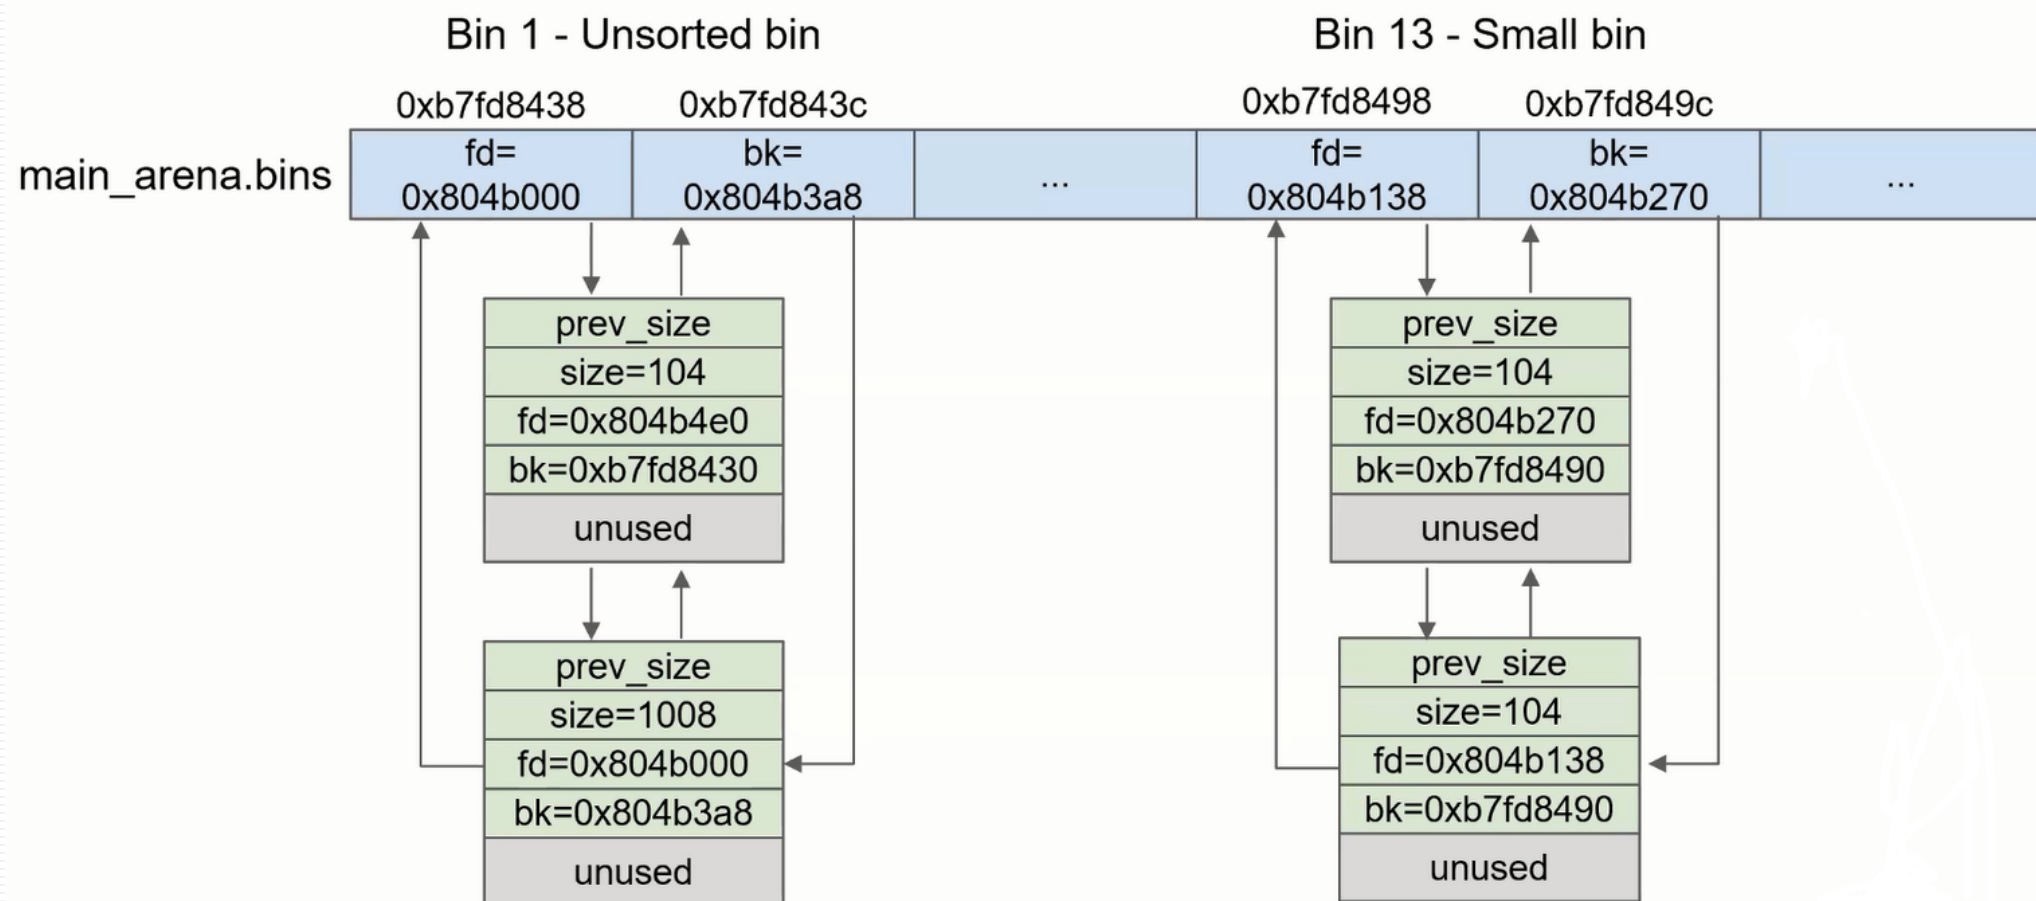 Bin 1 - Unsorted bin
Bin 13 - Small bin
0xb7fd8438
0xb7fd843c
0xb7fd8498
0xb7fd849c
main_arena.bins
fd=
0x804b000
bk=
0x804b3a8
...
fd=
0x804b138
bk=
0x804b270
...
prev_size
size=104
fd=0x804b4e0
bk=0xb7fd8430
unused
prev_size
size=1008
fd=0x804b000
bk=0x804b3a8
unused
prev_size
size=104
fd=0x804b270
bk=0xb7fd8490
unused
prev_size
size=104
fd=0x804b138
bk=0xb7fd8490
unused